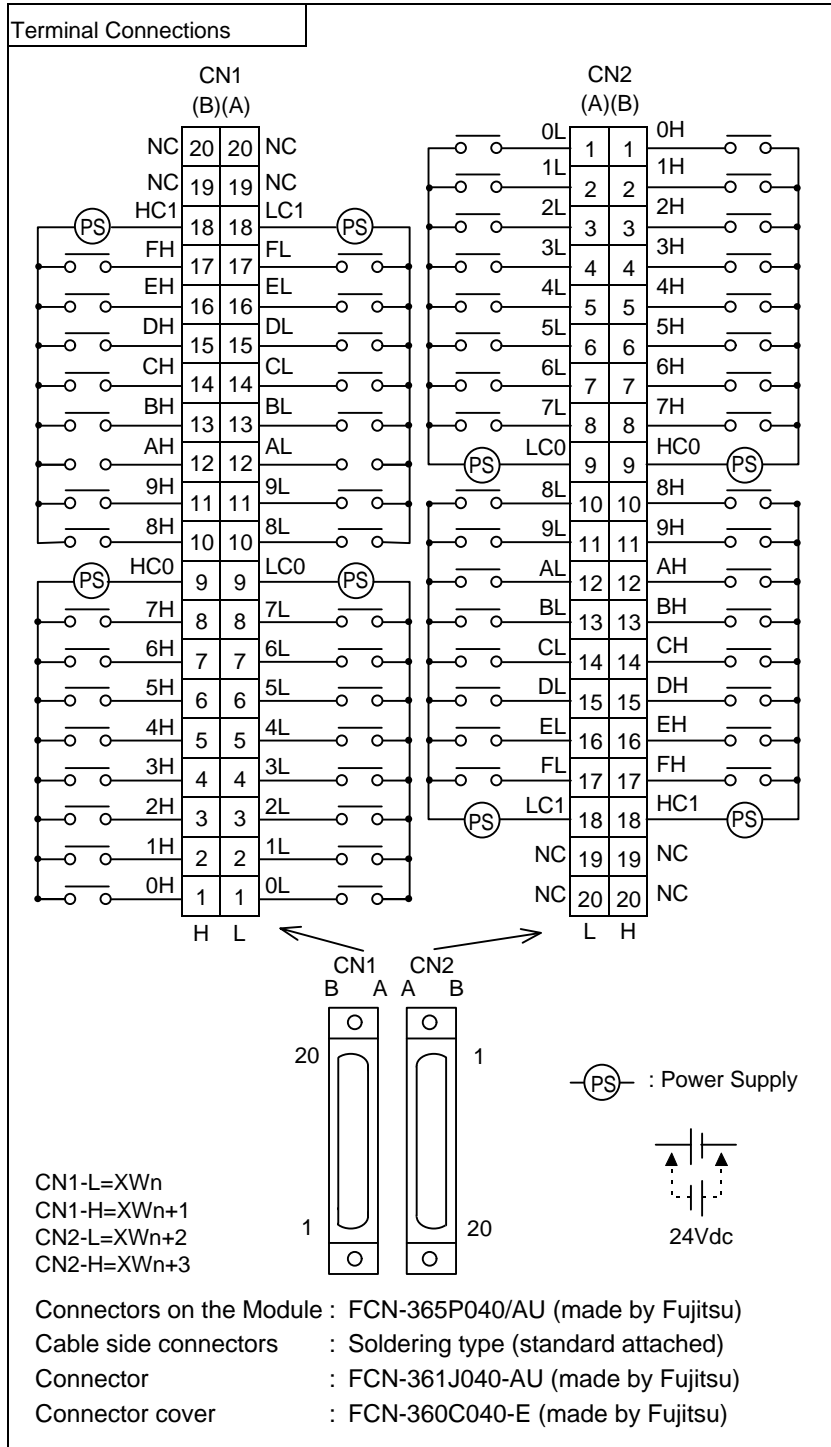 Terminal Connections
CN1
(B)(A)
NC 20 20 NC
NC 19 19 NC
PS HC1 18 18 LC1 PS
FH 17 17 FL
EH 16 16 EL
DH 15 15 DL
CH 14 14 CL
BH 13 13 BL
AH 12 12 AL
9H 11 11 9L
8H 10 10 8L
PS HC0 9 9 LC0 PS
7H 8 8 7L
6H 7 7 6L
5H 6 6 5L
4H 5 5 4L
3H 4 4 3L
2H 3 3 2L
1H 2 2 1L
0H 1 1 0L
H L
CN2
(A)(B)
0L 1 1 0H
1L 2 2 1H
2L 3 3 2H
3L 4 4 3H
4L 5 5 4H
5L 6 6 5H
6L 7 7 6H
7L 8 8 7H
PS LC0 9 9 HC0 PS
8L 10 10 8H
9L 11 11 9H
AL 12 12 AH
BL 13 13 BH
CL 14 14 CH
DL 15 15 DH
EL 16 16 EH
FL 17 17 FH
PS LC1 18 18 HC1 PS
NC 19 19 NC
NC 20 20 NC
L H
CN1 CN2
B A A B
20 1
1 20
PS : Power Supply
24Vdc
CN1-L=XWn
CN1-H=XWn+1
CN2-L=XWn+2
CN2-H=XWn+3
Connectors on the Module : FCN-365P040/AU (made by Fujitsu)
Cable side connectors : Soldering type (standard attached)
Connector : FCN-361J040-AU (made by Fujitsu)
Connector cover : FCN-360C040-E (made by Fujitsu)